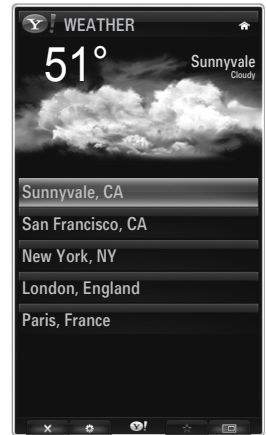 Y! WEATHER
51°
Sunnyvale
Cloudy
Sunnyvale, CA
San Francisco, CA
New York, NY
London, England
Paris, France
Y!